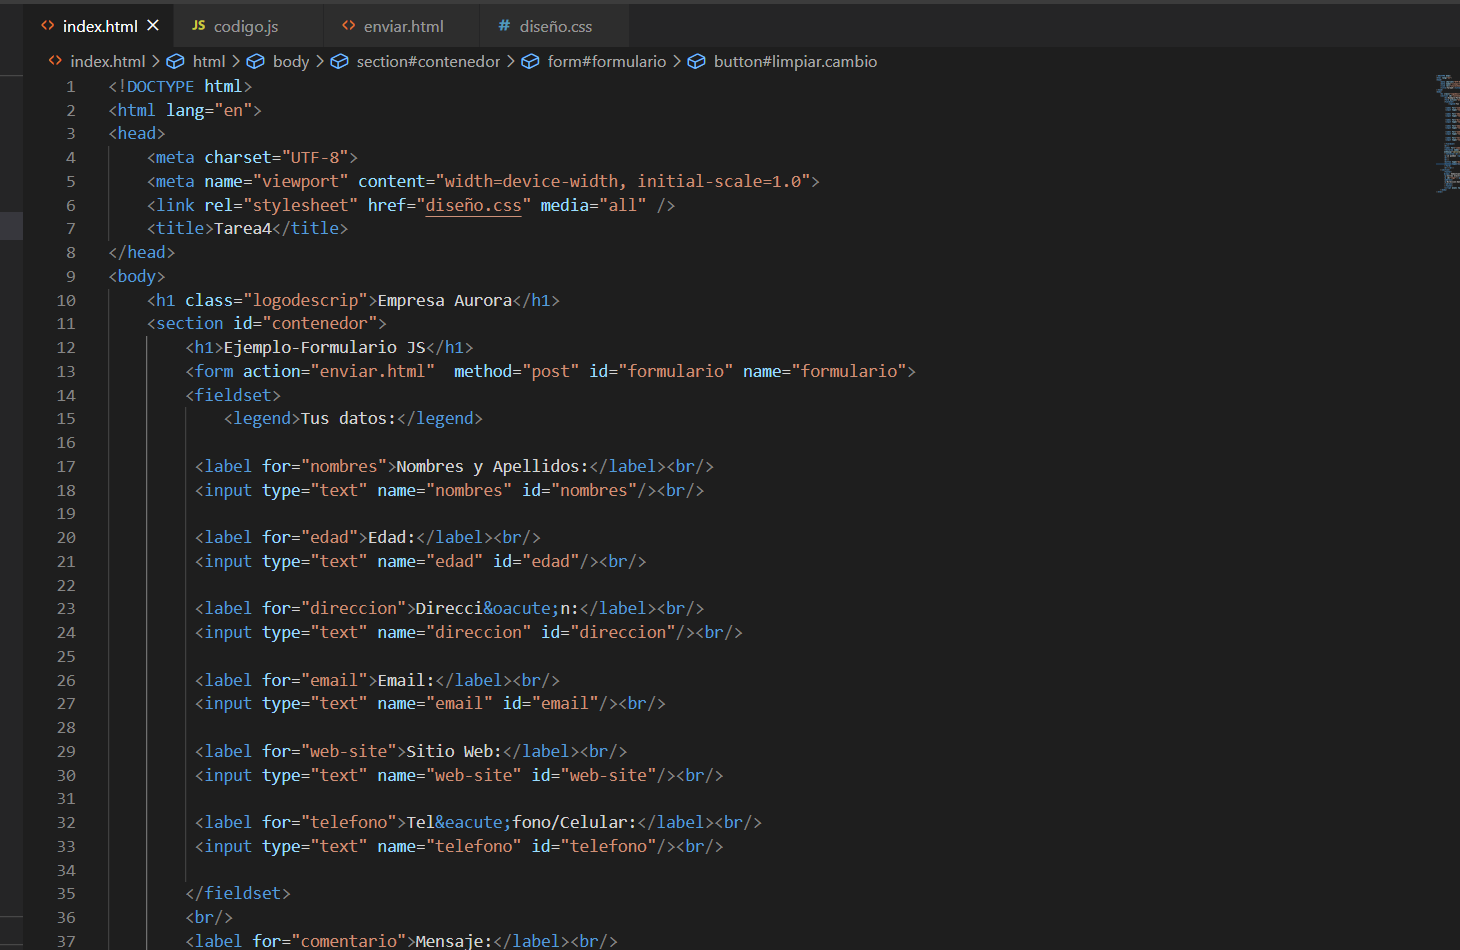 index.html
JS codigo.js
enviar.html
# diseño.css
index.html > html > body > section#contenedor > form#formulario > button#limpiar.cambio
1 <!DOCTYPE html>
2 <html lang="en">
3 <head>
4 <meta charset="UTF-8">
5 <meta name="viewport" content="width=device-width, initial-scale=1.0">
6 <link rel="stylesheet" href="diseño.css" media="all" />
7 <title>Tarea4</title>
8 </head>
9 <body>
10 <h1 class="logodescrip">Empresa Aurora</h1>
11 <section id="contenedor">
12 <h1>Ejemplo-Formulario JS</h1>
13 <form action="enviar.html"  method="post" id="formulario" name="formulario">
14 <fieldset>
15 <legend>Tus datos:</legend>
16
17 <label for="nombres">Nombres y Apellidos:</label><br/>
18 <input type="text" name="nombres" id="nombres"/><br/>
19
20 <label for="edad">Edad:</label><br/>
21 <input type="text" name="edad" id="edad"/><br/>
22
23 <label for="direccion">Direcci&oacute;n:</label><br/>
24 <input type="text" name="direccion" id="direccion"/><br/>
25
26 <label for="email">Email:</label><br/>
27 <input type="text" name="email" id="email"/><br/>
28
29 <label for="web-site">Sitio Web:</label><br/>
30 <input type="text" name="web-site" id="web-site"/><br/>
31
32 <label for="telefono">Tel&eacute;fono/Celular:</label><br/>
33 <input type="text" name="telefono" id="telefono"/><br/>
34
35 </fieldset>
36 <br/>
37 <label for="comentario">Mensaje:</label><br/>